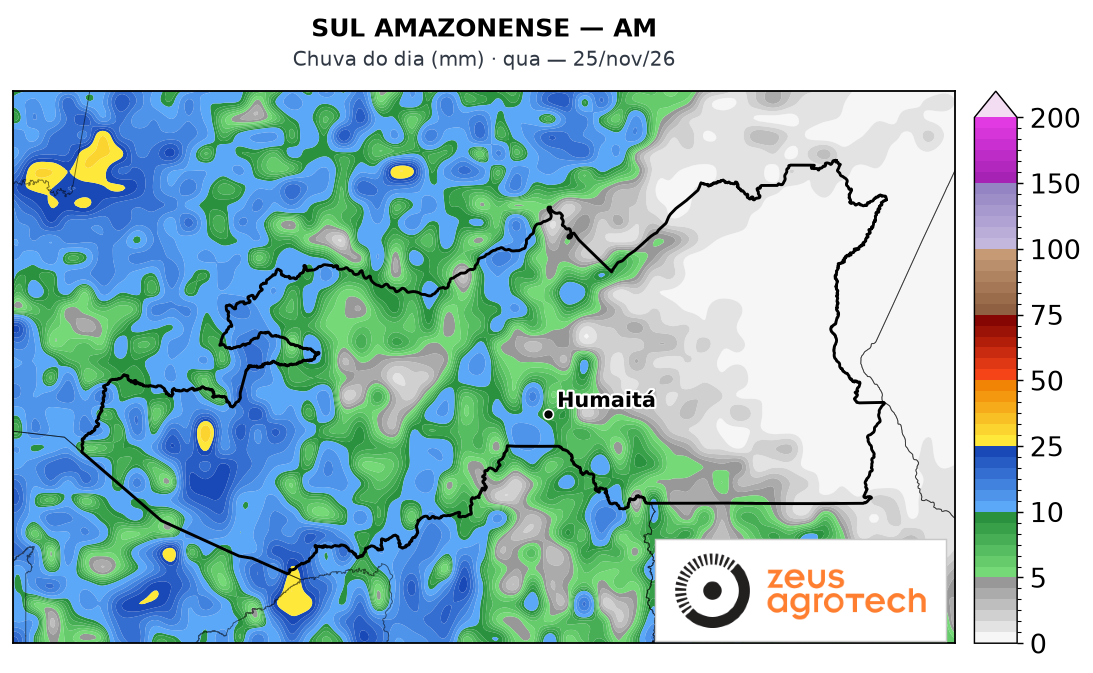 SUL AMAZONENSE — AM
Chuva do dia (mm) · qua — 25/nov/26
200
150
100
75
50
25
10
5
0
Humaitá
zeus
agrotech